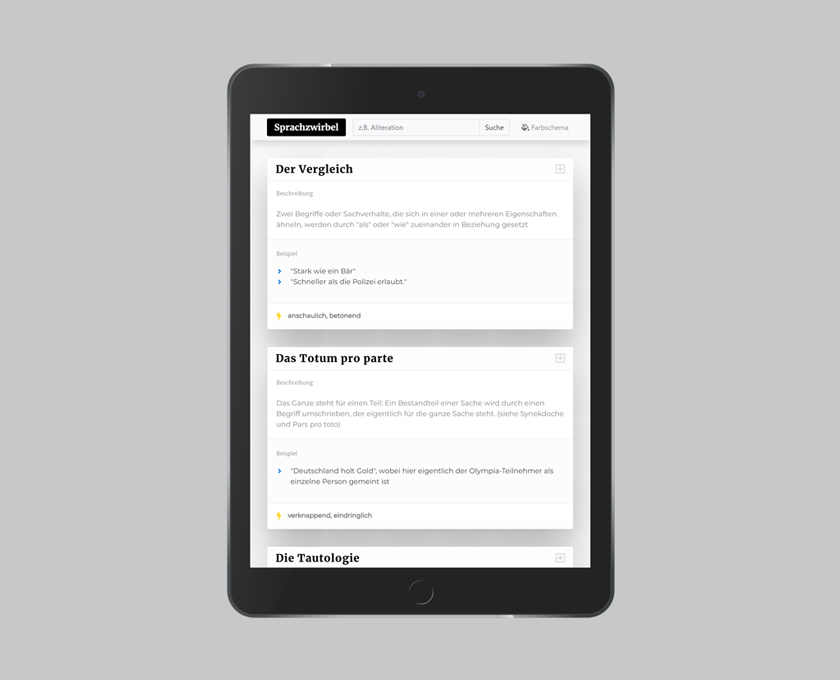 Sprachzwirbel z.B. Aliteration Suche Farbschema
Der Vergleich
Beschreibung
Zwei Begriffe oder Sachverhalte, die sich in einer oder mehreren Eigenschaften
ähneln, werden durch "als" oder "wie" zueinander in Beziehung gesetzt
Beispiel
"Stark wie ein Bär"
"Schneller als die Polizei erlaubt."
anschaulich, betonend
Das Totum pro parte
Beschreibung
Das Ganze steht für einen Teil: Ein Bestandteil einer Sache wird durch einen
Begriff umschrieben, der eigentlich für die ganze Sache steht. (siehe Synekdoche
und Pars pro toto)
Beispiel
"Deutschland holt Gold", wobei hier eigentlich der Olympia-Teilnehmer als
einzelne Person gemeint ist
verknappend, eindringlich
Die Tautologie